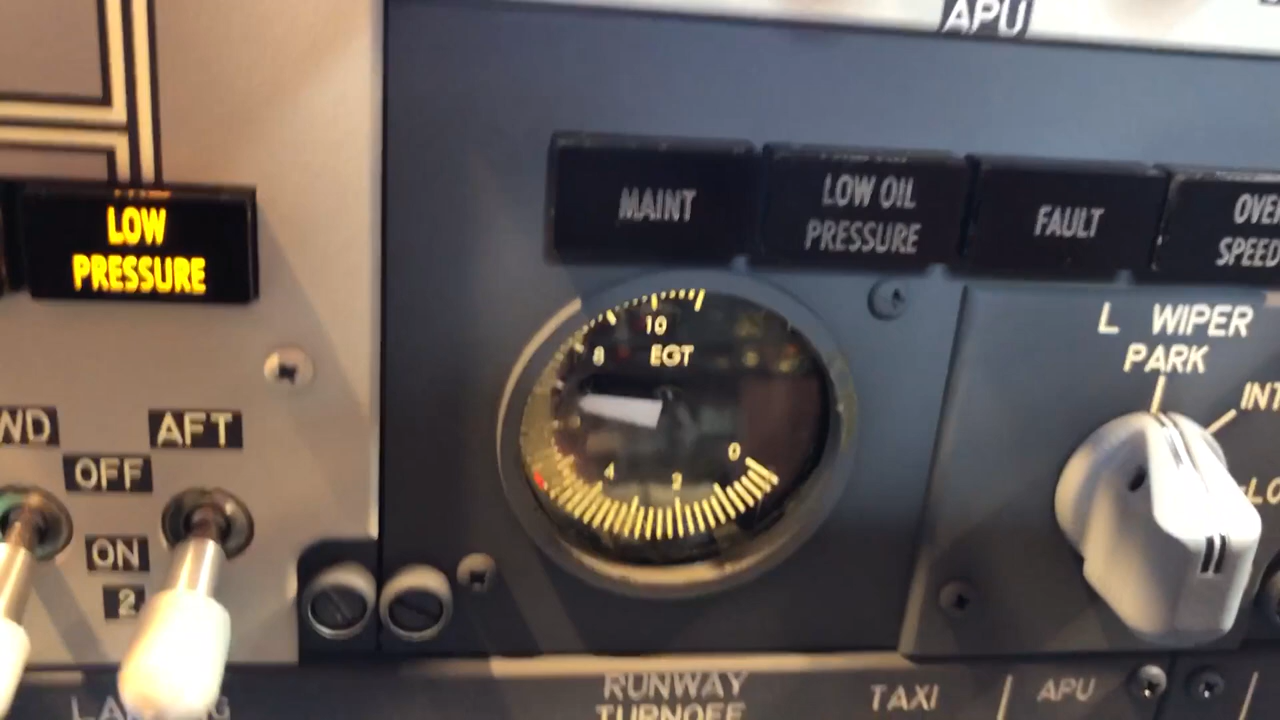 APU
MAINT
LOW OIL
PRESSURE
FAULT
SPEED
LOW
PRESSURE
L WIPER
PARK
INT
10
8
EGT
0
4
2
AFT
OFF
ON
2
RUNWAY
TURNOFF
TAXI
APU